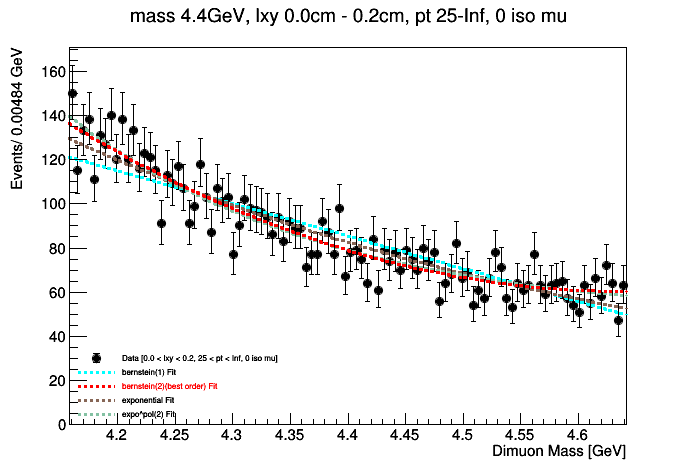 mass 4.4GeV, lxy 0.0cm - 0.2cm, pt 25-Inf, 0 iso mu
Events/ 0.00484 GeV
160
140
120
100
80
60
40
20
0
Data [0.0 < lxy < 0.2, 25 < pt < Inf, 0 iso mu]
bernstein(1) Fit
bernstein(2)(best order) Fit
exponential Fit
expo*pol(2) Fit
4.2 4.25 4.3 4.35 4.4 4.45 4.5 4.55 4.6
Dimuon Mass [GeV]